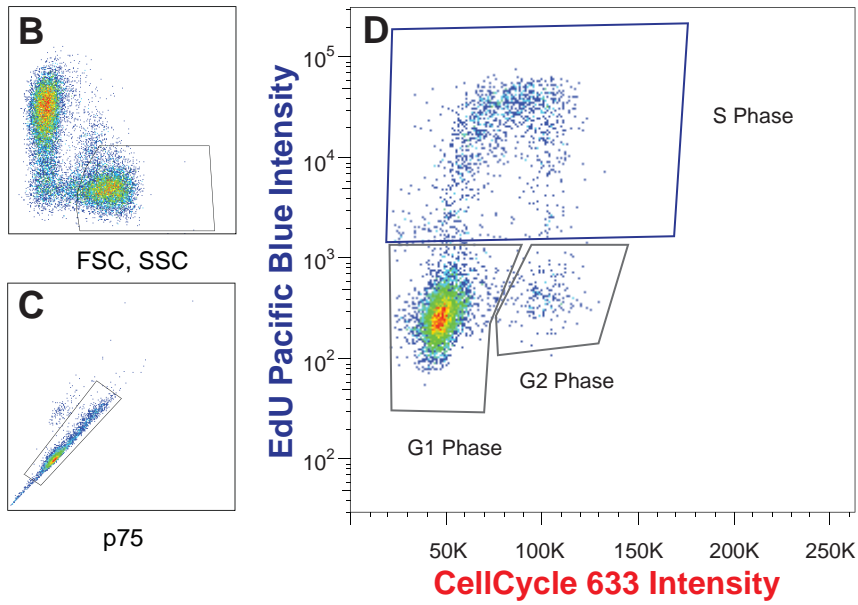 B
FSC, SSC
C
p75
D
EdU Pacific Blue Intensity
10⁵
10⁴
10³
10²
S Phase
G2 Phase
G1 Phase
50K 100K 150K 200K 250K
CellCycle 633 Intensity